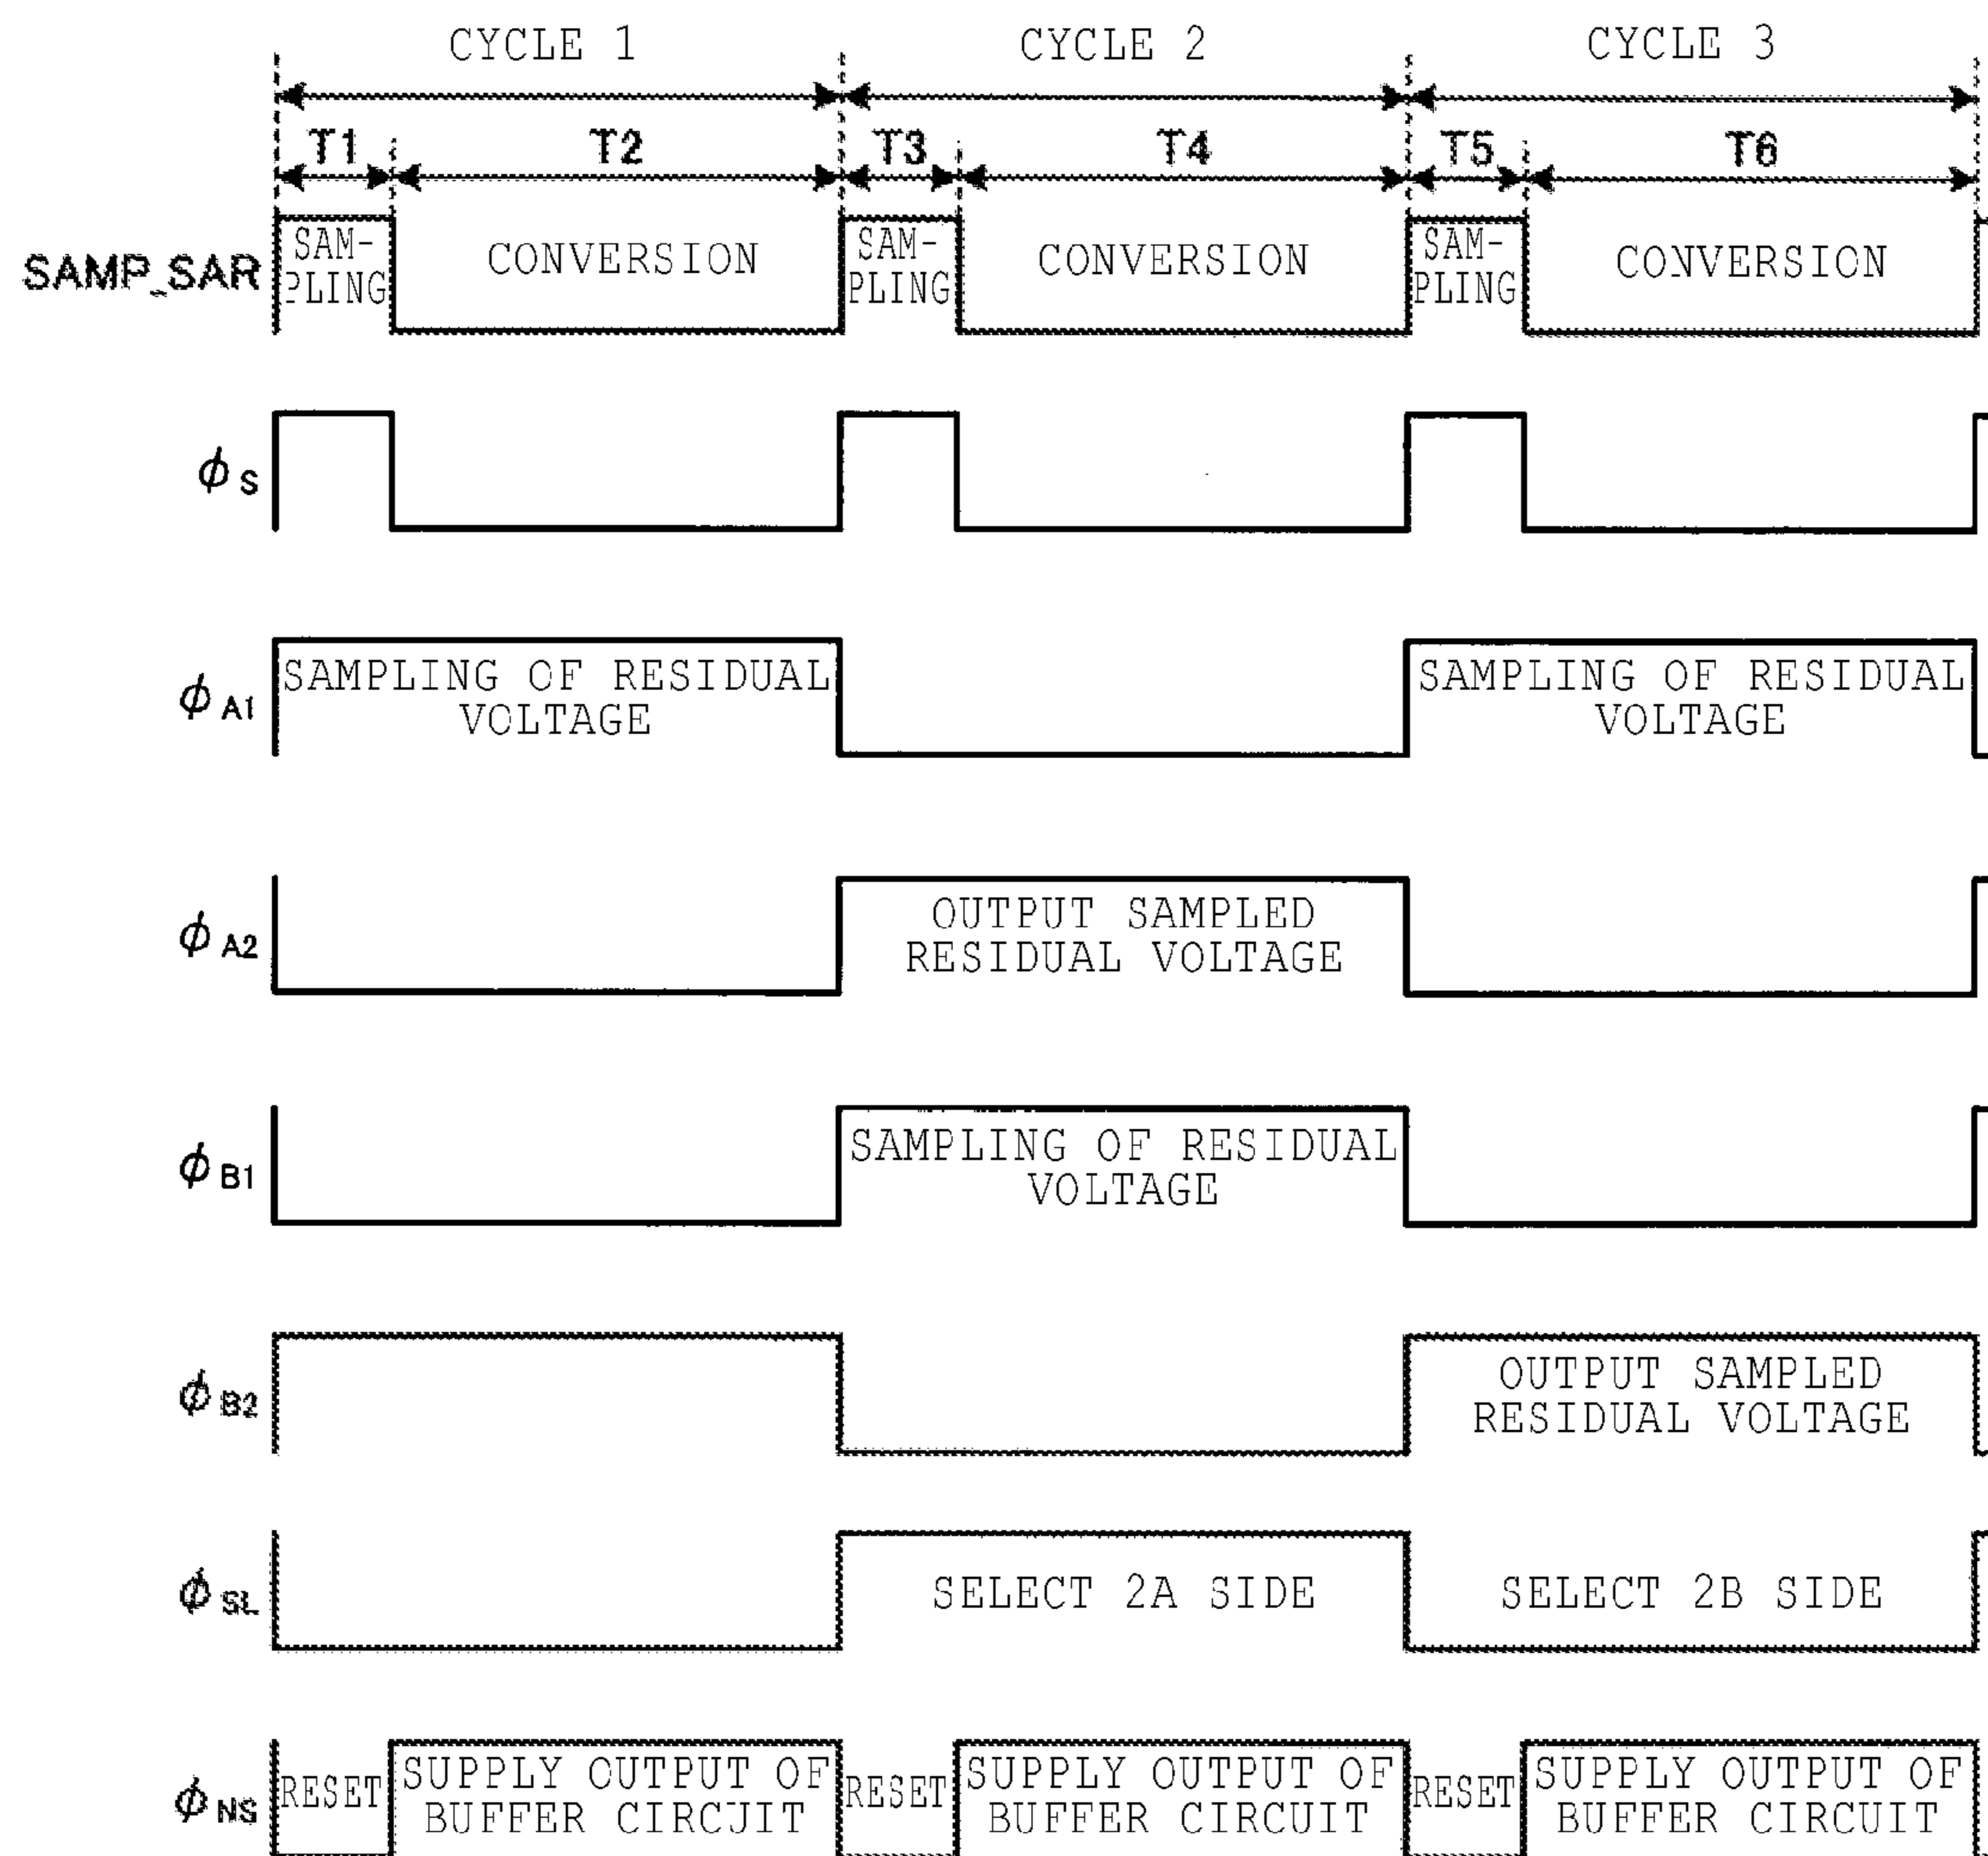 CYCLE 1 CYCLE 2 CYCLE 3
T1 T2 T3 T4 T5 T6
SAMP_SAR
SAM-
PLING
CONVERSION
SAM-
PLING
CONVERSION
SAM-
PLING
CONVERSION
ϕS
ϕA1
SAMPLING OF RESIDUAL
VOLTAGE
SAMPLING OF RESIDUAL
VOLTAGE
ϕA2
OUTPUT SAMPLED
RESIDUAL VOLTAGE
ϕB1
SAMPLING OF RESIDUAL
VOLTAGE
ϕB2
OUTPUT SAMPLED
RESIDUAL VOLTAGE
ϕSL
SELECT 2A SIDE
SELECT 2B SIDE
ϕNS
RESET
SUPPLY OUTPUT OF
BUFFER CIRCUIT
RESET
SUPPLY OUTPUT OF
BUFFER CIRCUIT
RESET
SUPPLY OUTPUT OF
BUFFER CIRCUIT